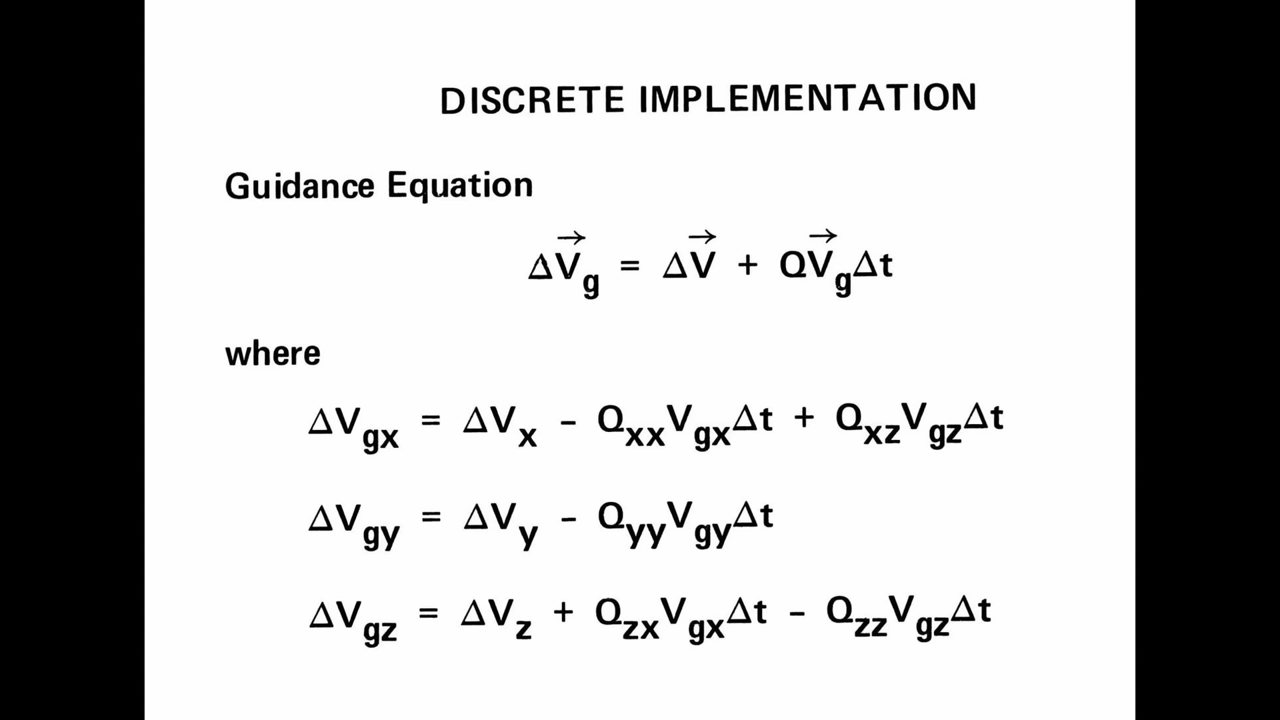 DISCRETE IMPLEMENTATION
Guidance Equation
ΔV⃗g = ΔV⃗ + QV⃗gΔt
where
ΔVgx = ΔVx - QxxVgxΔt + QxzVgzΔt
ΔVgy = ΔVy - QyyVgyΔt
ΔVgz = ΔVz + QzxVgxΔt - QzzVgzΔt